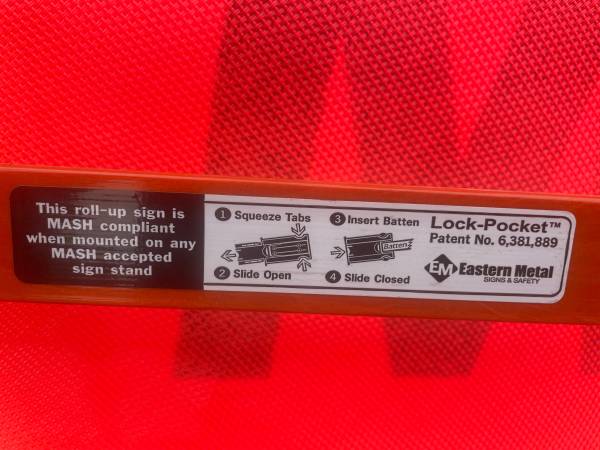 This roll-up sign is
MASH compliant
when mounted on any
MASH accepted
sign stand
1 Squeeze Tabs
2 Slide Open
3 Insert Batten
Batten
4 Slide Closed
Lock-Pocket™
Patent No. 6,381,889
EM Eastern Metal
SIGNS & SAFETY